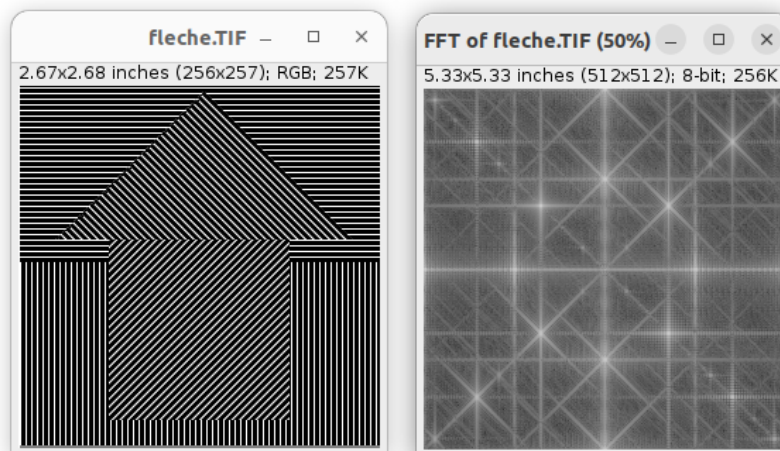 fleche.TIF
2.67x2.68 inches (256x257); RGB; 257K
FFT of fleche.TIF (50%)
5.33x5.33 inches (512x512); 8-bit; 256K